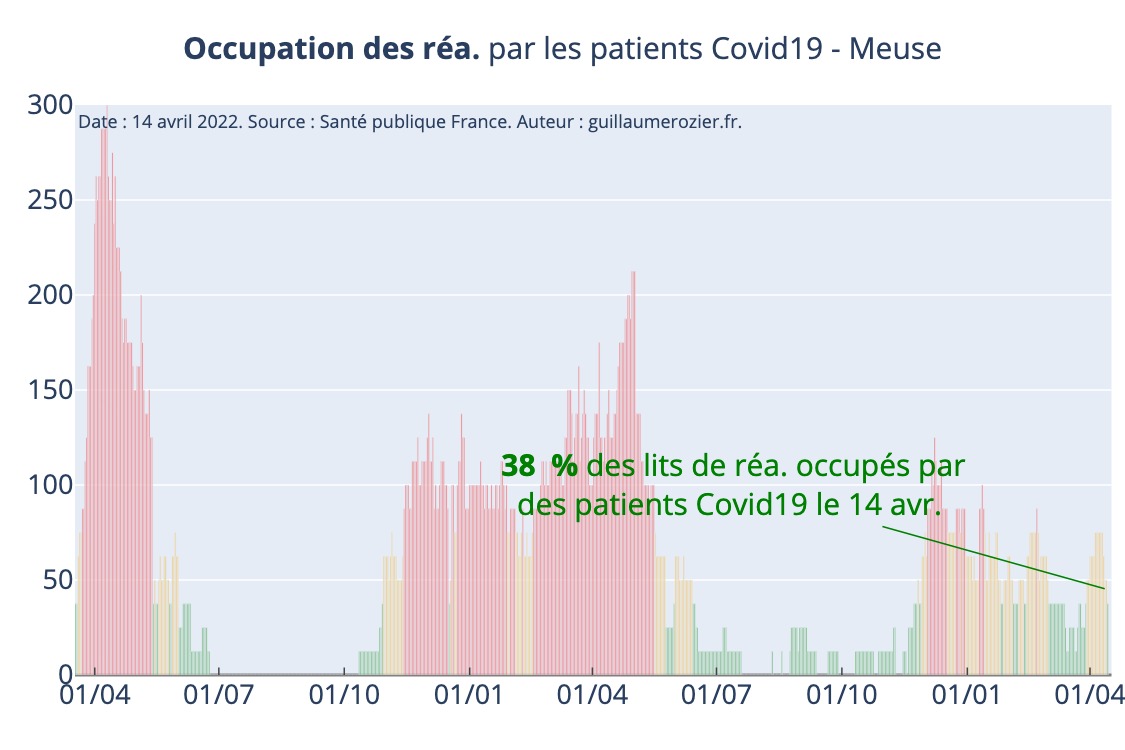 Occupation des réa. par les patients Covid19 - Meuse
300
Date : 14 avril 2022. Source : Santé publique France. Auteur : guillaumerozier.fr.
250
200
150
100
38 % des lits de réa. occupés par
des patients Covid19 le 14 avr.
50
0
01/04 01/07 01/10 01/01 01/04 01/07 01/10 01/01 01/04